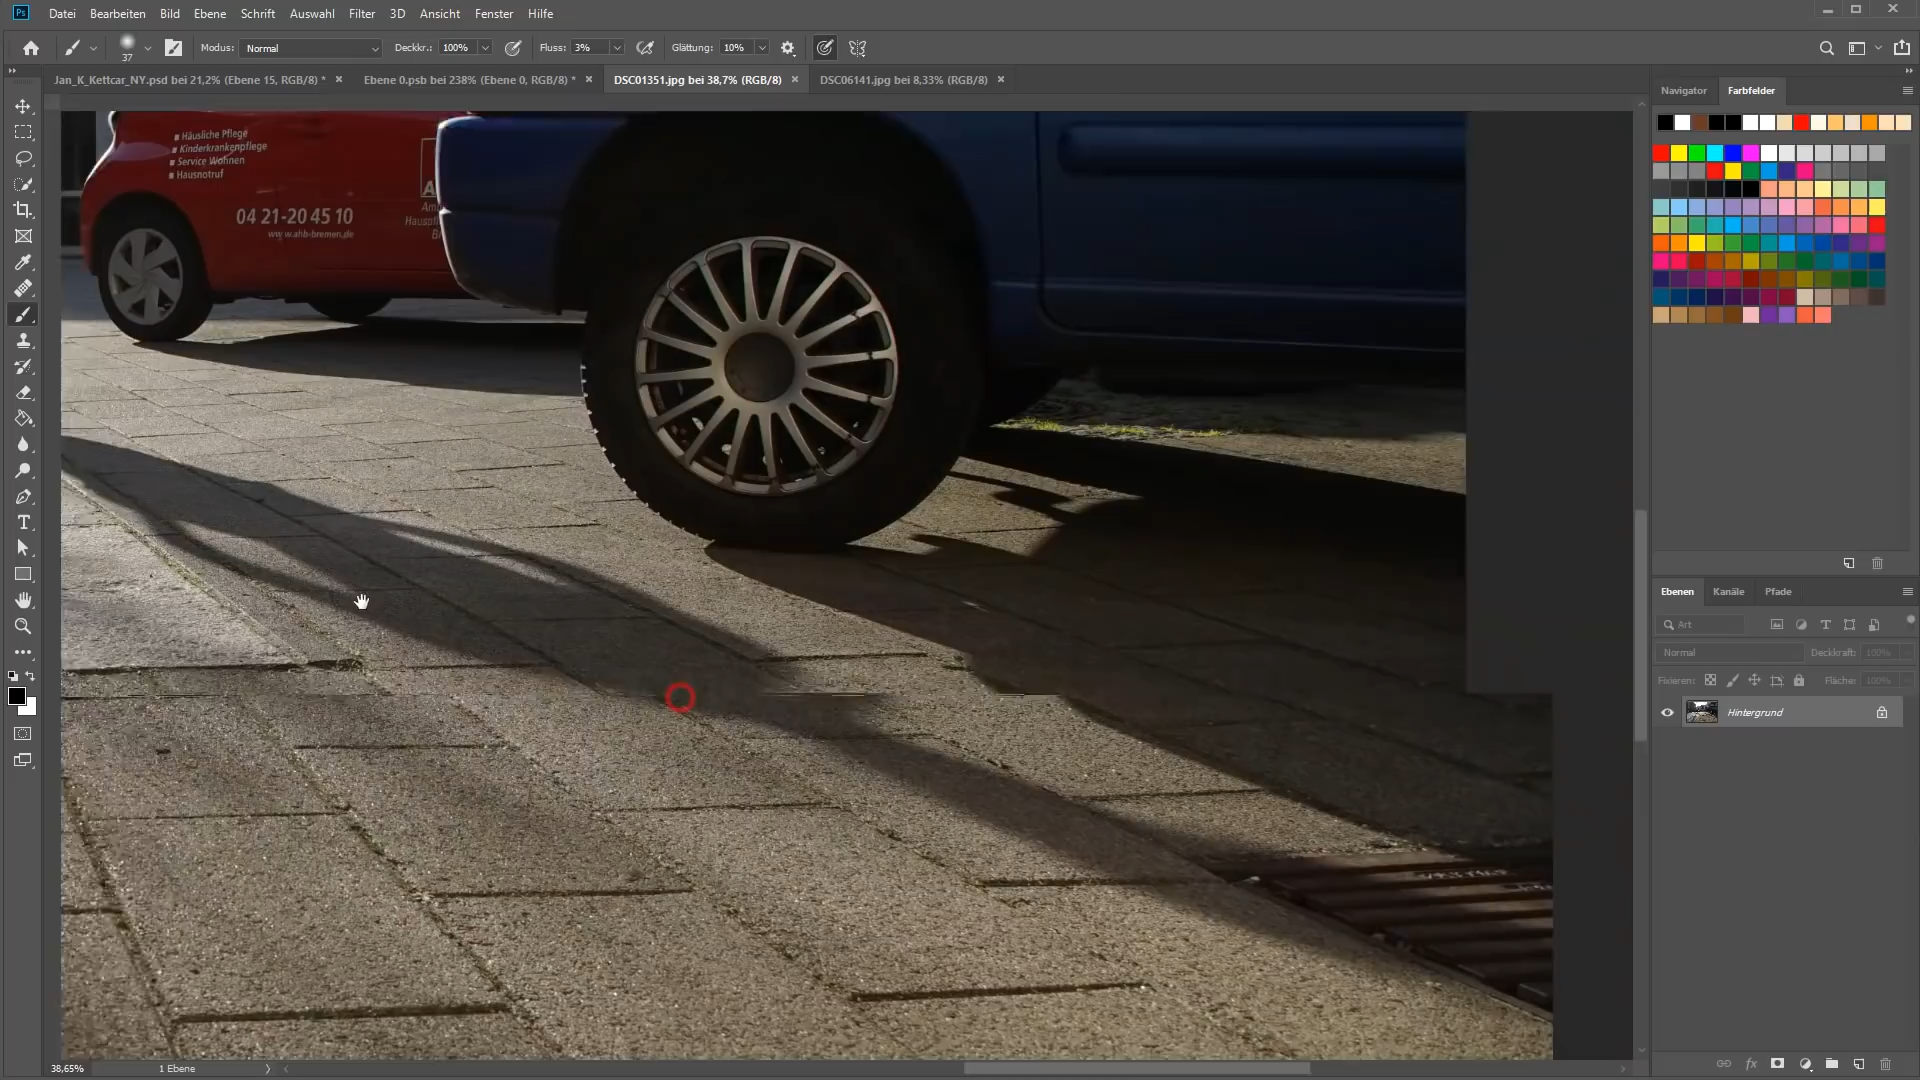 Datei Bearbeiten Bild Ebene Schrift Auswahl Filter 3D Ansicht Fenster Hilfe
37 Modus: Normal Deckkr.: 100% Fluss: 3% Glättung: 10%
Jan_K_Kettcar_NY.psd bei 21,2% (Ebene 15, RGB/8) * Ebene 0.psb bei 238% (Ebene 0, RGB/8) * DSC01351.jpg bei 38,7% (RGB/8) DSC06141.jpg bei 8,33% (RGB/8)
Navigator Farbfelder
Häusliche Pflege
Kinderkrankenpflege
Service Wohnen
Hausnotruf
04 21-20 45 10
www.ahb-bremen.de
Ebenen Kanäle Pfade
Art
Normal Deckkraft: 100%
Fixieren: Fläche: 100%
Hintergrund
38,65% 1 Ebene